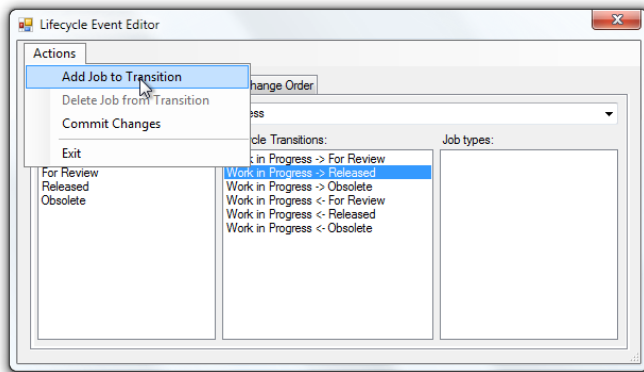 Lifecycle Event Editor
Actions
Add Job to Transition
Delete Job from Transition
Commit Changes
Exit
hange Order
ess
cle Transitions:
Job types:
For Review
Released
Obsolete
Work in Progress -> For Review
Work in Progress -> Released
Work in Progress -> Obsolete
Work in Progress <- For Review
Work in Progress <- Released
Work in Progress <- Obsolete